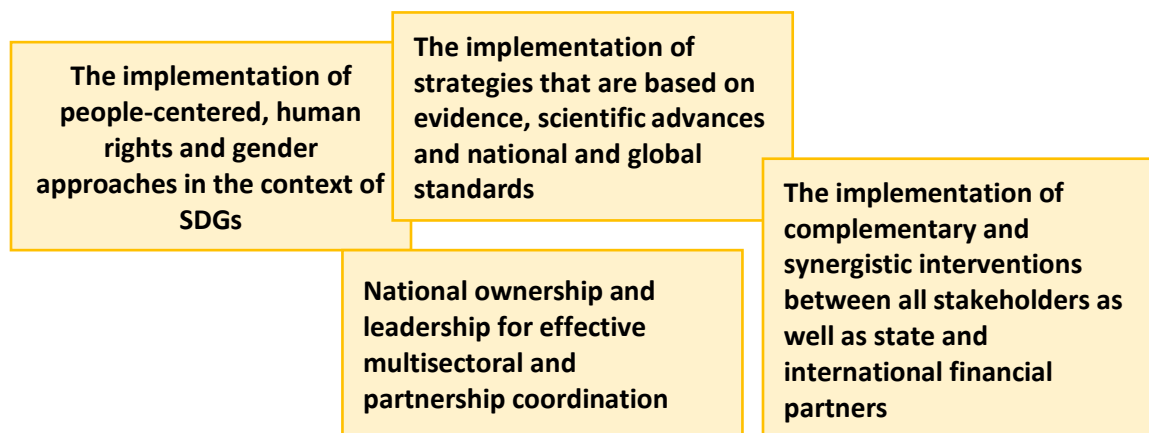 The implementation of
people-centered, human
rights and gender
approaches in the context of
SDGs
The implementation of
strategies that are based on
evidence, scientific advances
and national and global
standards
National ownership and
leadership for effective
multisectoral and
partnership coordination
The implementation of
complementary and
synergistic interventions
between all stakeholders as
well as state and
international financial
partners